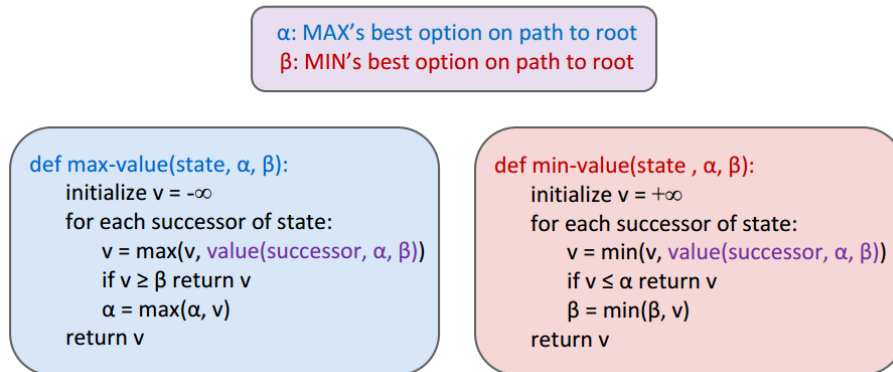 α: MAX's best option on path to root
β: MIN's best option on path to root
def max-value(state, α, β):
initialize v = -∞
for each successor of state:
v = max(v, value(successor, α, β))
if v ≥ β return v
α = max(α, v)
return v
def min-value(state , α, β):
initialize v = +∞
for each successor of state:
v = min(v, value(successor, α, β))
if v ≤ α return v
β = min(β, v)
return v